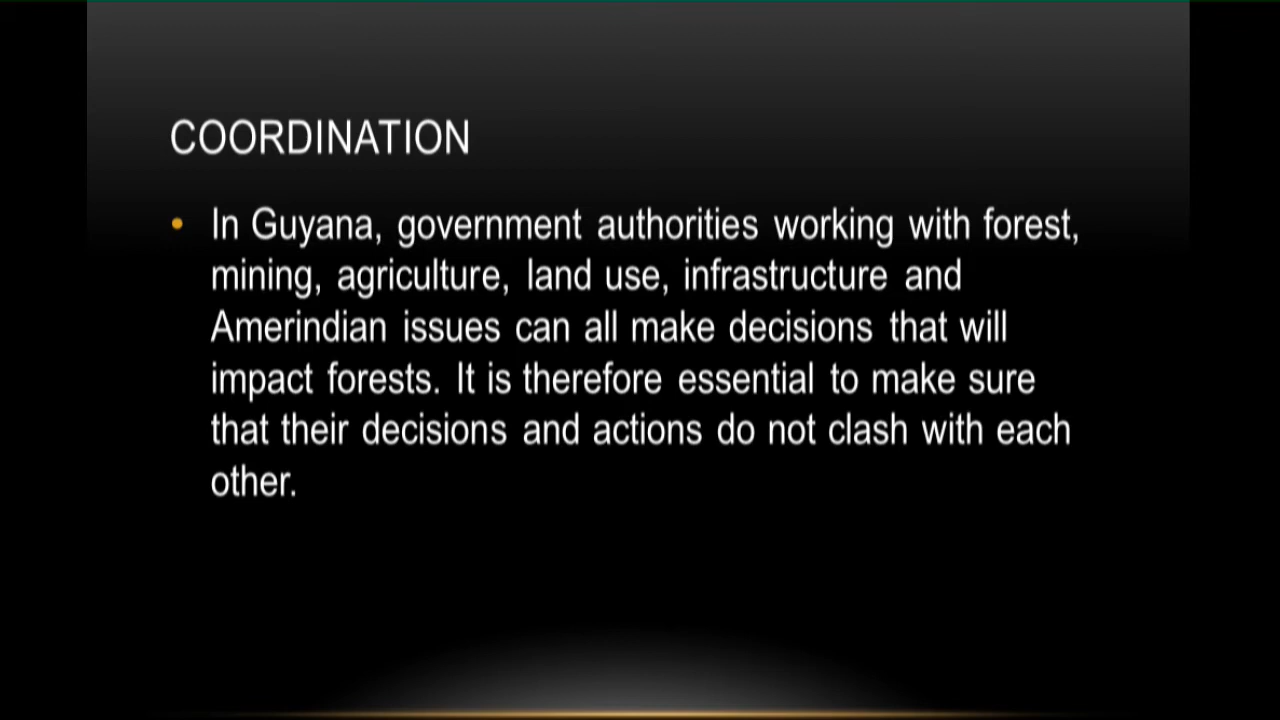 COORDINATION
• In Guyana, government authorities working with forest,
mining, agriculture, land use, infrastructure and
Amerindian issues can all make decisions that will
impact forests. It is therefore essential to make sure
that their decisions and actions do not clash with each
other.